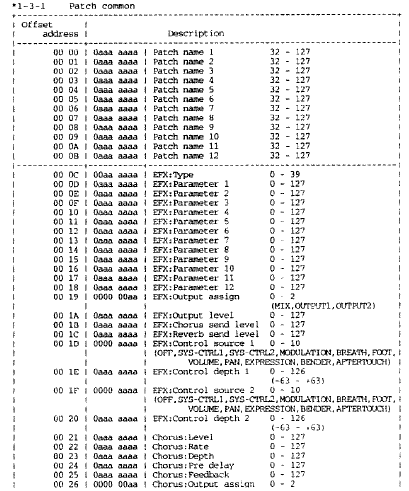 *1-3-1 Patch common
Offset
address | Description
00 00 | 0aaa aaaa | Patch name 1 32 - 127
00 01 | 0aaa aaaa | Patch name 2 32 - 127
00 02 | 0aaa aaaa | Patch name 3 32 - 127
00 03 | 0aaa aaaa | Patch name 4 32 - 127
00 04 | 0aaa aaaa | Patch name 5 32 - 127
00 05 | 0aaa aaaa | Patch name 6 32 - 127
00 06 | 0aaa aaaa | Patch name 7 32 - 127
00 07 | 0aaa aaaa | Patch name 8 32 - 127
00 08 | 0aaa aaaa | Patch name 9 32 - 127
00 09 | 0aaa aaaa | Patch name 10 32 - 127
00 0A | 0aaa aaaa | Patch name 11 32 - 127
00 0B | 0aaa aaaa | Patch name 12 32 - 127
00 0C | 00aa aaaa | EFX:Type 0 - 39
00 0D | 0aaa aaaa | EFX:Parameter 1 0 - 127
00 0E | 0aaa aaaa | EFX:Parameter 2 0 - 127
00 0F | 0aaa aaaa | EFX:Parameter 3 0 - 127
00 10 | 0aaa aaaa | EFX:Parameter 4 0 - 127
00 11 | 0aaa aaaa | EFX:Parameter 5 0 - 127
00 12 | 0aaa aaaa | EFX:Parameter 6 0 - 127
00 13 | 0aaa aaaa | EFX:Parameter 7 0 - 127
00 14 | 0aaa aaaa | EFX:Parameter 8 0 - 127
00 15 | 0aaa aaaa | EFX:Parameter 9 0 - 127
00 16 | 0aaa aaaa | EFX:Parameter 10 0 - 127
00 17 | 0aaa aaaa | EFX:Parameter 11 0 - 127
00 18 | 0aaa aaaa | EFX:Parameter 12 0 - 127
00 19 | 0000 00aa | EFX:Output assign 0 - 2
(MIX,OUTPUT1,OUTPUT2)
00 1A | 0aaa aaaa | EFX:Output level 0 - 127
00 1B | 0aaa aaaa | EFX:Chorus send level 0 - 127
00 1C | 0aaa aaaa | EFX:Reverb send level 0 - 127
00 1D | 0000 aaaa | EFX:Control source 1 0 - 10
(OFF,SYS-CTRL1,SYS-CTRL2,MODULATION,BREATH,FOOT,
VOLUME,PAN,EXPRESSION,BENDER,AFTERTOUCH)
00 1E | 0aaa aaaa | EFX:Control depth 1 0 - 126
(-63 - +63)
00 1F | 0000 aaaa | EFX:Control source 2 0 - 10
(OFF,SYS-CTRL1,SYS-CTRL2,MODULATION,BREATH,FOOT,
VOLUME,PAN,EXPRESSION,BENDER,AFTERTOUCH)
00 20 | 0aaa aaaa | EFX:Control depth 2 0 - 126
(-63 - +63)
00 21 | 0aaa aaaa | Chorus:Level 0 - 127
00 22 | 0aaa aaaa | Chorus:Rate 0 - 127
00 23 | 0aaa aaaa | Chorus:Depth 0 - 127
00 24 | 0aaa aaaa | Chorus:Pre delay 0 - 127
00 25 | 0aaa aaaa | Chorus:Feedback 0 - 127
00 26 | 0000 00aa | Chorus:Output assign 0 - 2